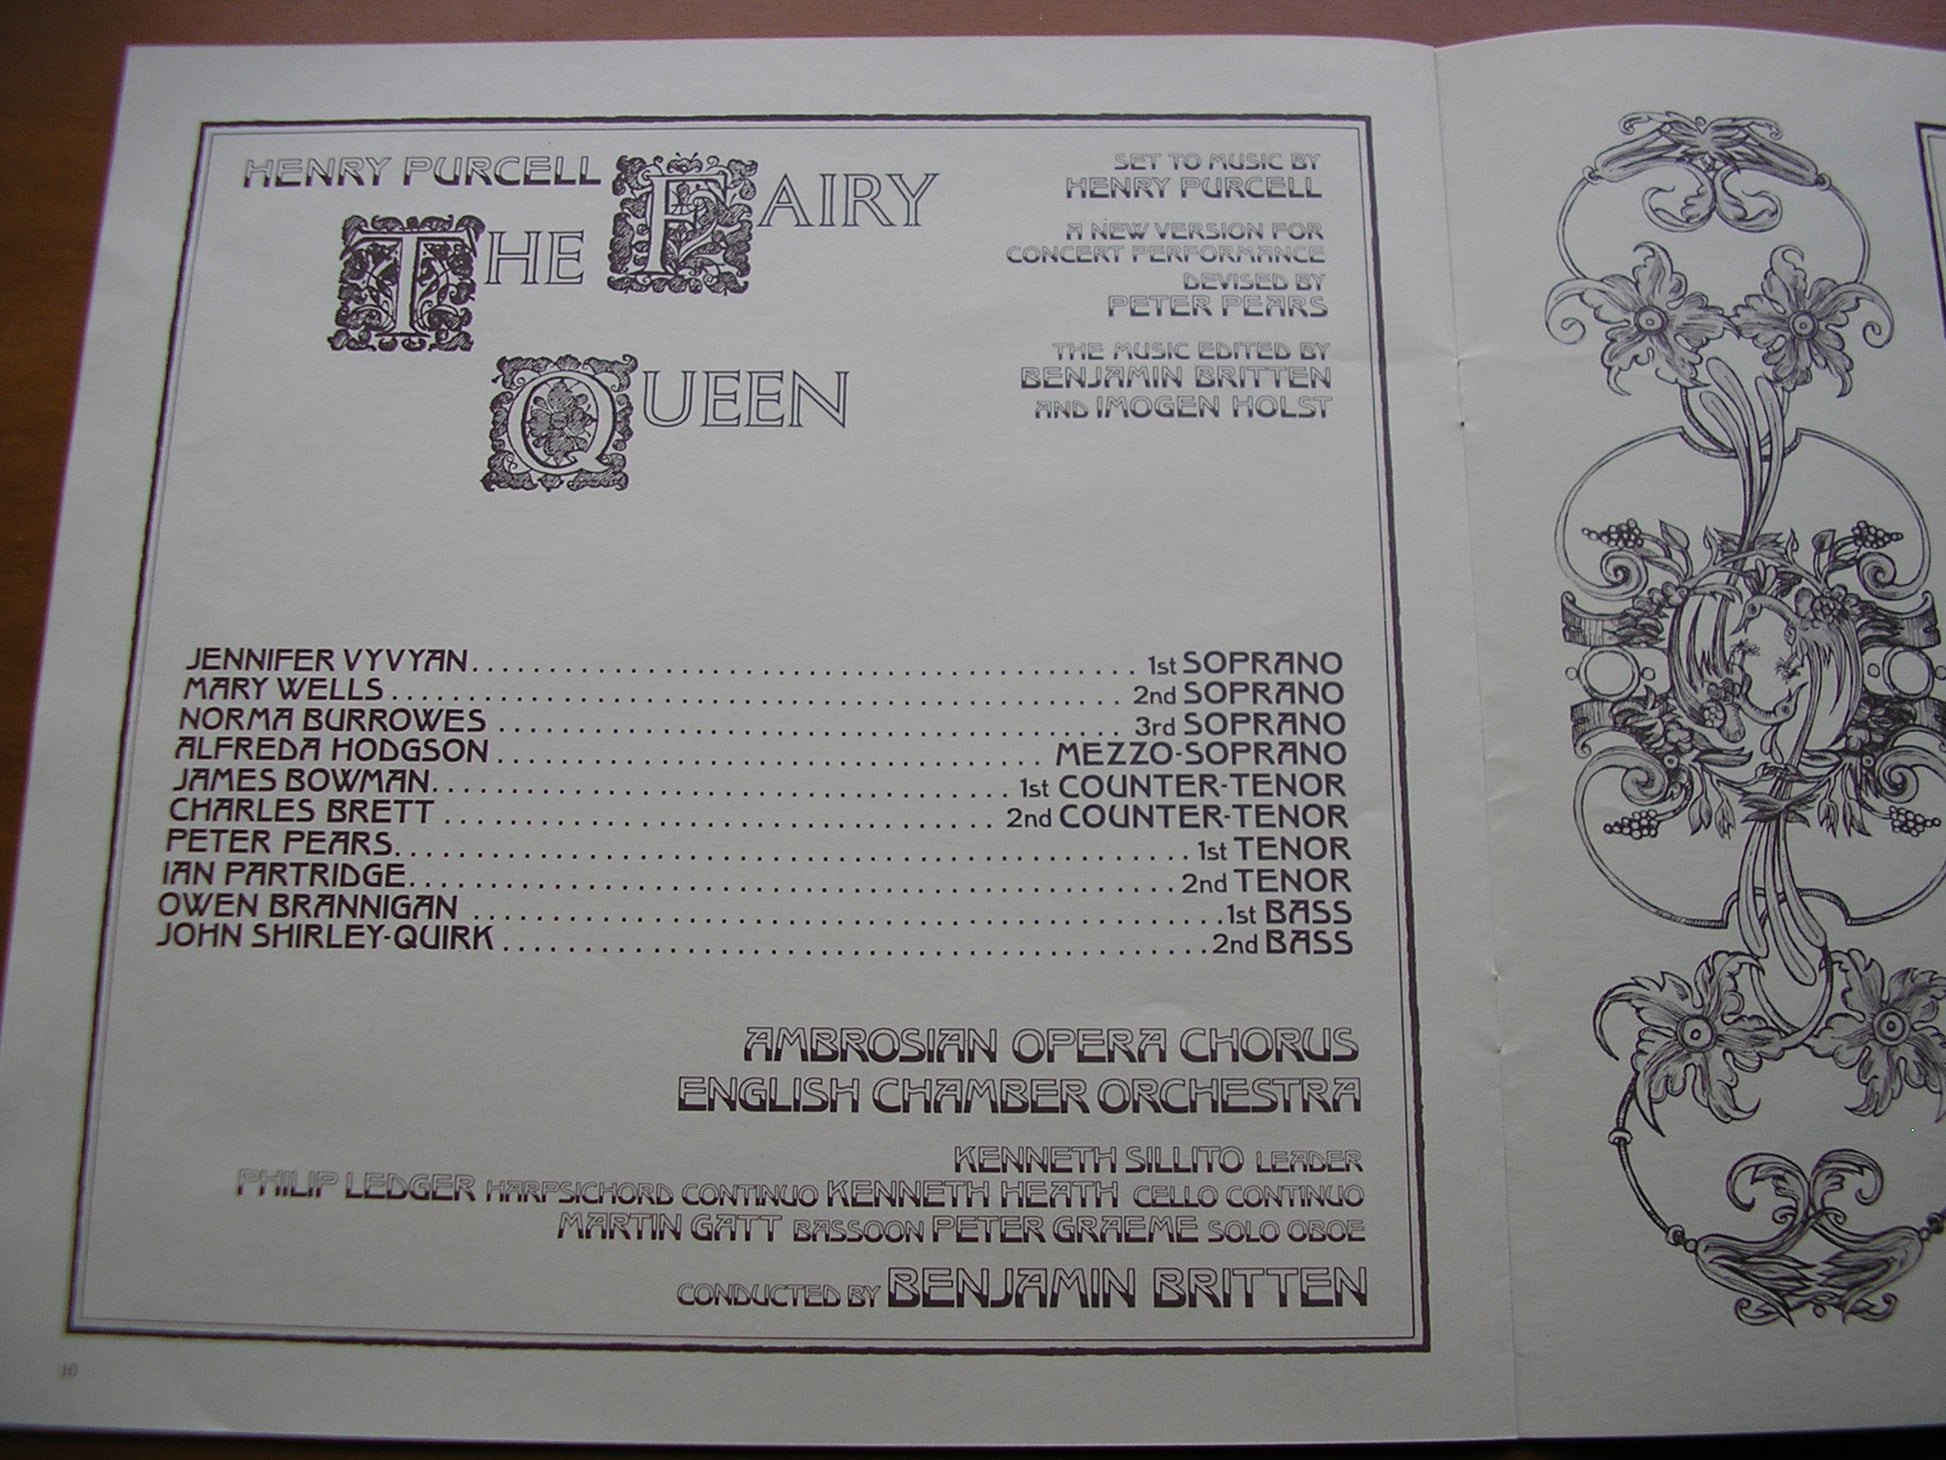 HENRY PURCELL
THE FAIRY
QUEEN
SET TO MUSIC BY
HENRY PURCELL
A NEW VERSION FOR
CONCERT PERFORMANCE
DEVISED BY
PETER PEARS
THE MUSIC EDITED BY
BENJAMIN BRITTEN
AND IMOGEN HOLST
JENNIFER VYVYAN. . . . . . . . . . . . . . . . . . . . . . . . . . . . . . . . . . . 1st SOPRANO
MARY WELLS . . . . . . . . . . . . . . . . . . . . . . . . . . . . . . . . . . . . . . 2nd SOPRANO
NORMA BURROWES . . . . . . . . . . . . . . . . . . . . . . . . . . . . . . . . . 3rd SOPRANO
ALFREDA HODGSON . . . . . . . . . . . . . . . . . . . . . . . . . . . . . MEZZO-SOPRANO
JAMES BOWMAN. . . . . . . . . . . . . . . . . . . . . . . . . . . . . . 1st COUNTER-TENOR
CHARLES BRETT . . . . . . . . . . . . . . . . . . . . . . . . . . . . . 2nd COUNTER-TENOR
PETER PEARS. . . . . . . . . . . . . . . . . . . . . . . . . . . . . . . . . . . . . . . . . 1st TENOR
IAN PARTRIDGE. . . . . . . . . . . . . . . . . . . . . . . . . . . . . . . . . . . . . . . 2nd TENOR
OWEN BRANNIGAN . . . . . . . . . . . . . . . . . . . . . . . . . . . . . . . . . . . . . . 1st BASS
JOHN SHIRLEY-QUIRK . . . . . . . . . . . . . . . . . . . . . . . . . . . . . . . . . . . 2nd BASS
AMBROSIAN OPERA CHORUS
ENGLISH CHAMBER ORCHESTRA
KENNETH SILLITO LEADER
PHILIP LEDGER HARPSICHORD CONTINUO KENNETH HEATH CELLO CONTINUO
MARTIN GATT BASSOON PETER GRAEME SOLO OBOE
CONDUCTED BY BENJAMIN BRITTEN